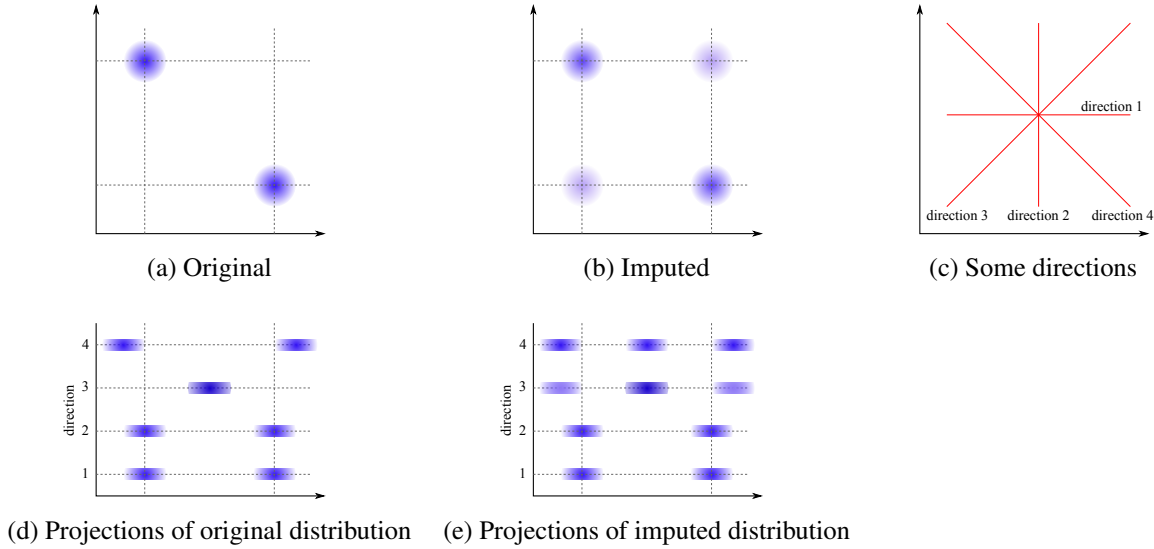 direction 1
direction 3
direction 2
direction 4
(a) Original
(b) Imputed
(c) Some directions
4
3
2
1
direction
4
3
2
1
direction
(d) Projections of original distribution
(e) Projections of imputed distribution